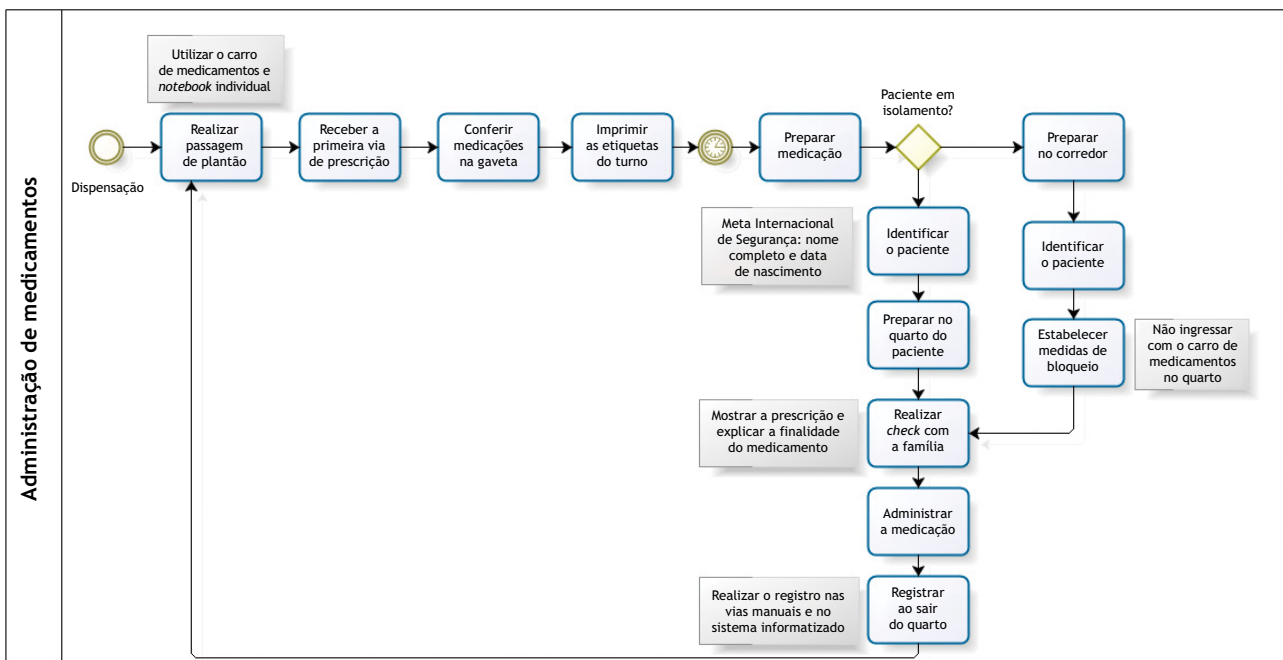 Administração de medicamentos
Utilizar o carro
de medicamentos e
notebook individual
Dispensação
Realizar
passagem
de plantão
Receber a
primeira via
de prescrição
Conferir
medicações
na gaveta
Imprimir
as etiquetas
do turno
Preparar
medicação
Paciente em
isolamento?
Preparar
no corredor
Meta Internacional
de Segurança: nome
completo e data
de nascimento
Identificar
o paciente
Identificar
o paciente
Preparar no
quarto do
paciente
Estabelecer
medidas de
bloqueio
Não ingressar
com o carro de
medicamentos
no quarto
Mostrar a prescrição e
explicar a finalidade
do medicamento
Realizar
check com
a família
Administrar
a medicação
Realizar o registro nas
vias manuais e no
sistema informatizado
Registrar
ao sair
do quarto